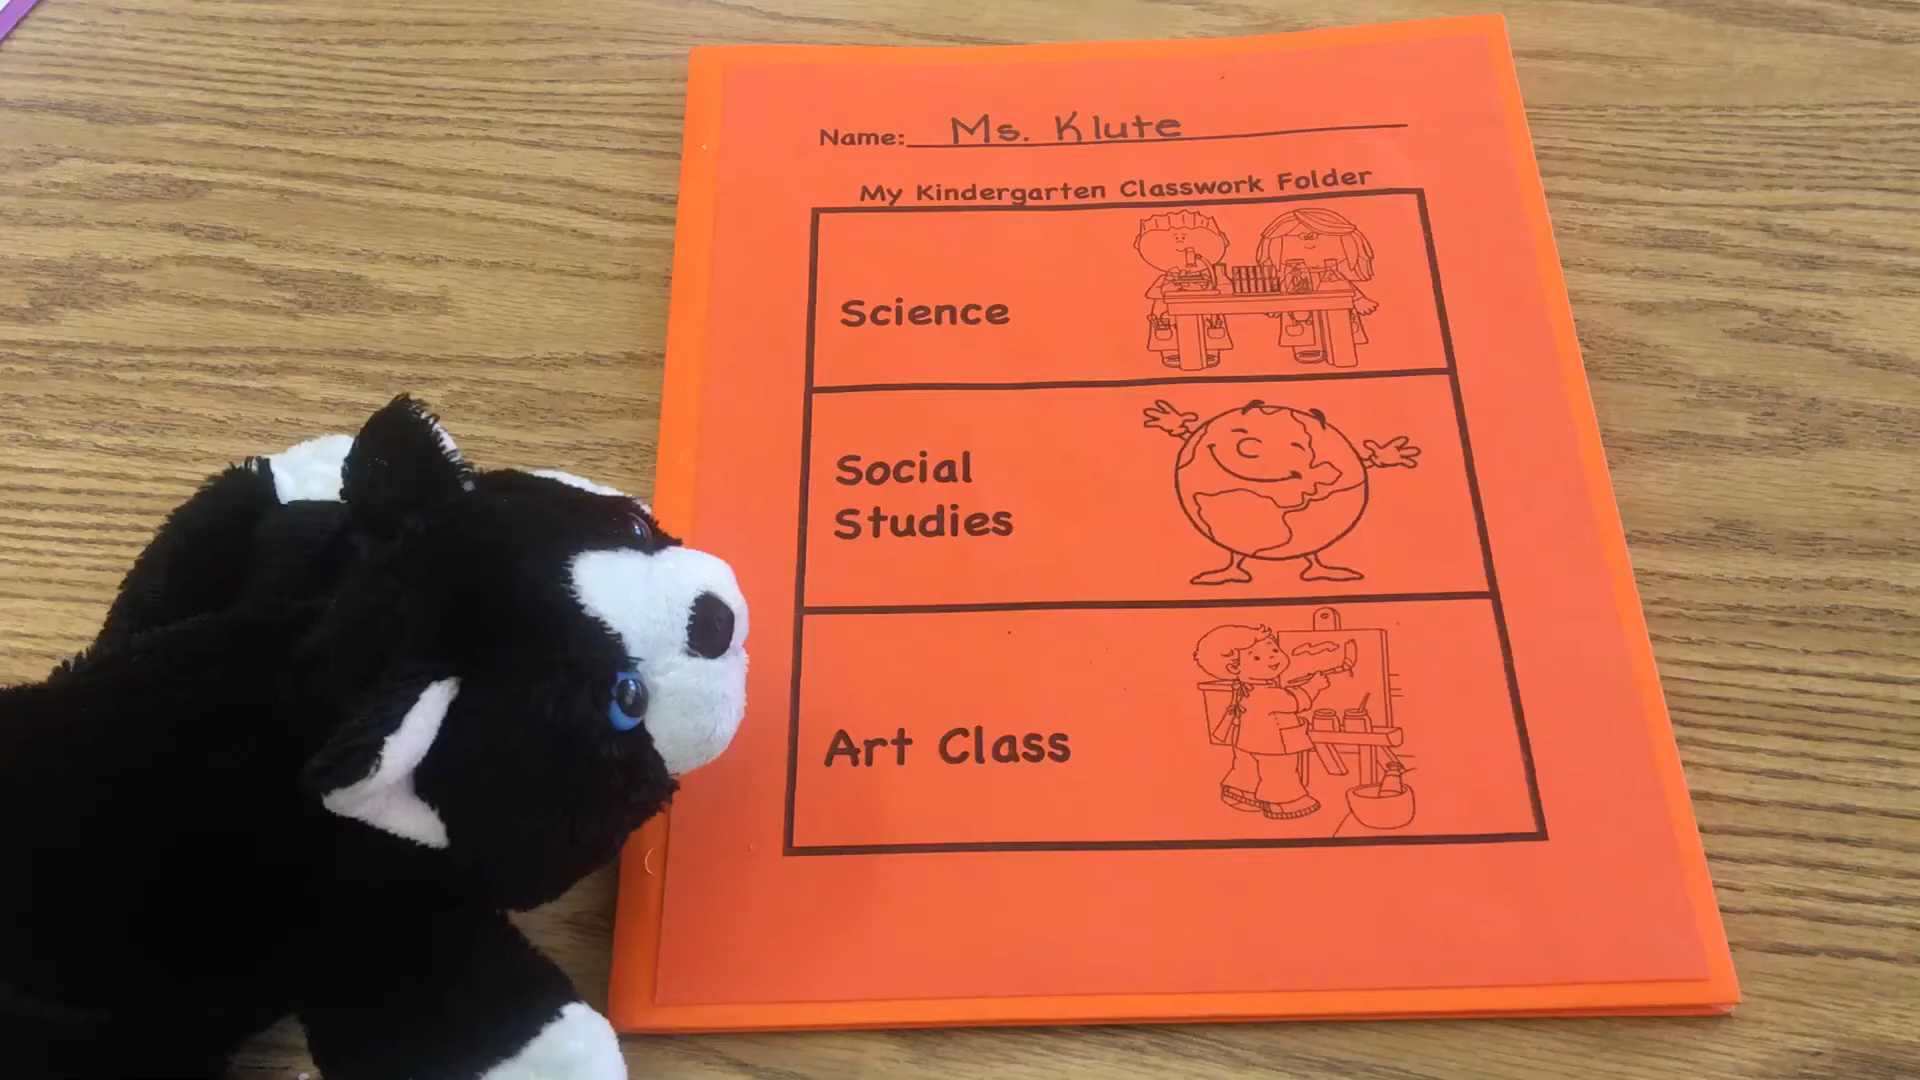 Name: Ms. Klute
My Kindergarten Classwork Folder
Science
Social
Studies
Art Class